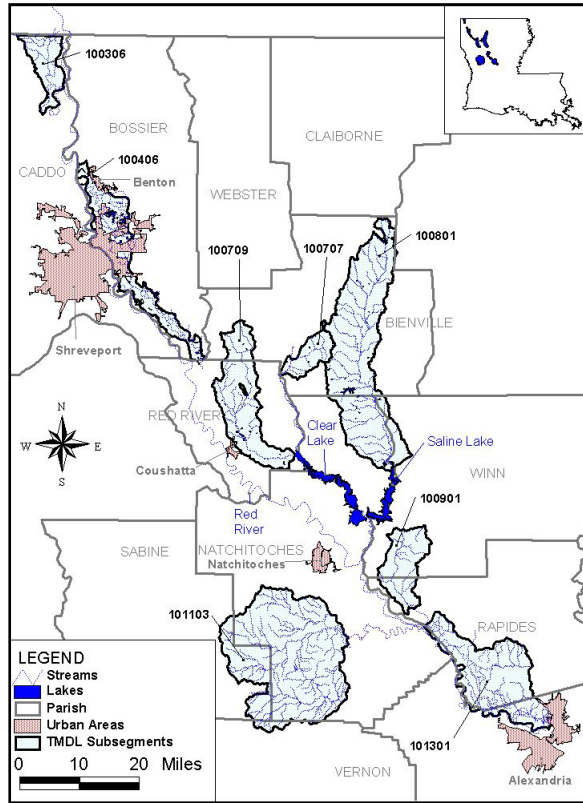 100306
BOSSIER
CLAIBORNE
CADDO
100406
Benton
WEBSTER
100709
100707
100801
BIENVILLE
Shreveport
N
W
E
S
RED RIVER
Clear
Lake
Saline Lake
Coushatta
WINN
Red
River
100901
SABINE
NATCHITOCHES
Natchitoches
101103
RAPIDES
LEGEND
Streams
Lakes
Parish
Urban Areas
TMDL Subsegments
0 10 20 Miles
101301
VERNON
Alexandria